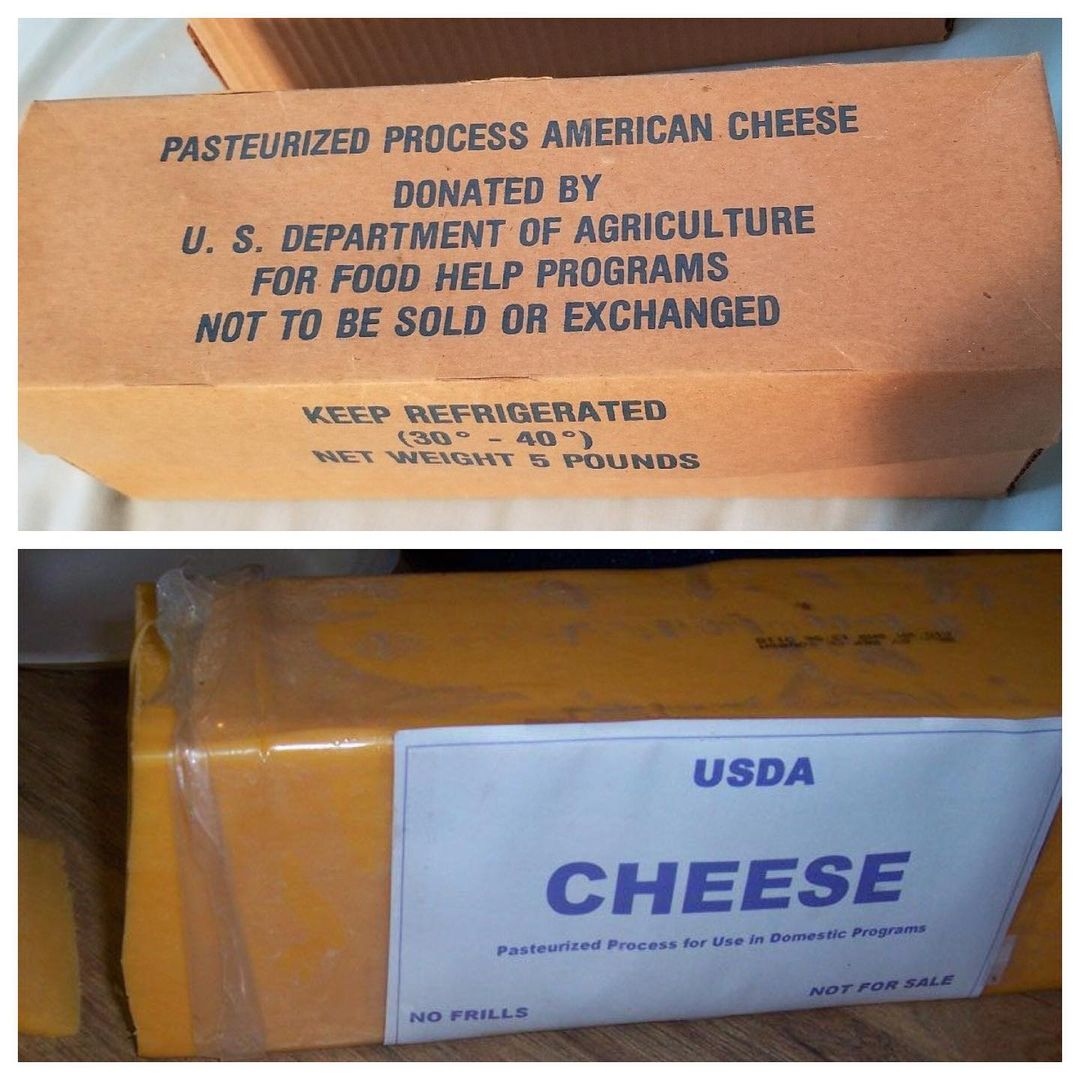 PASTEURIZED PROCESS AMERICAN CHEESE
DONATED BY
U. S. DEPARTMENT OF AGRICULTURE
FOR FOOD HELP PROGRAMS
NOT TO BE SOLD OR EXCHANGED
KEEP REFRIGERATED
(30° - 40°)
NET WEIGHT 5 POUNDS
USDA
CHEESE
Pasteurized Process for Use in Domestic Programs
NOT FOR SALE
NO FRILLS